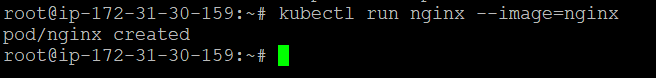 root@ip-172-31-30-159:~# kubectl run nginx --image=nginx
pod/nginx created
root@ip-172-31-30-159:~#